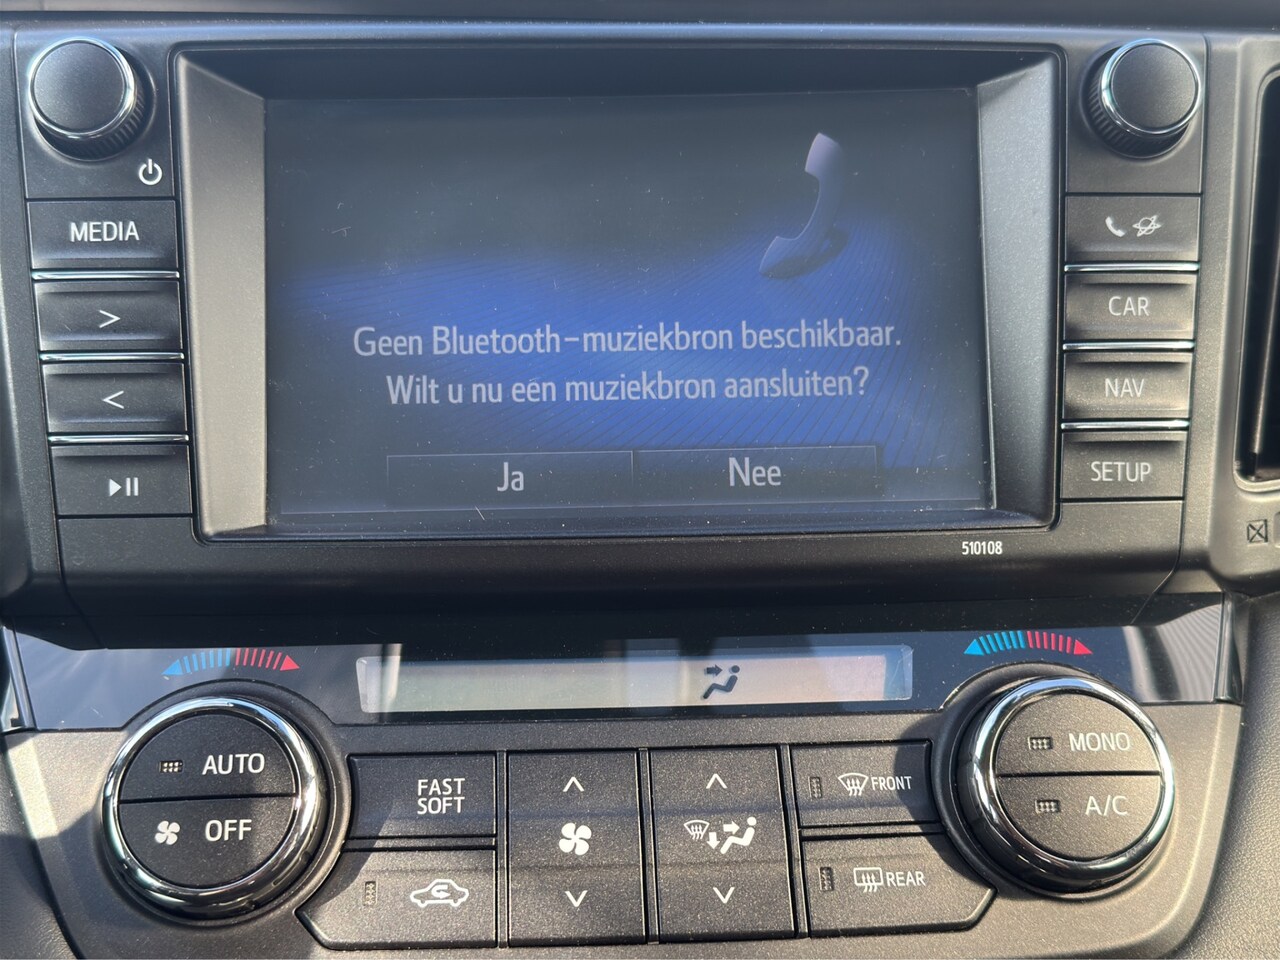 MEDIA
>
<
CAR
NAV
SETUP
Geen Bluetooth-muziekbron beschikbaar.
Wilt u nu een muziekbron aansluiten?
Ja
Nee
510108
AUTO
OFF
FAST
SOFT
FRONT
REAR
MONO
A/C